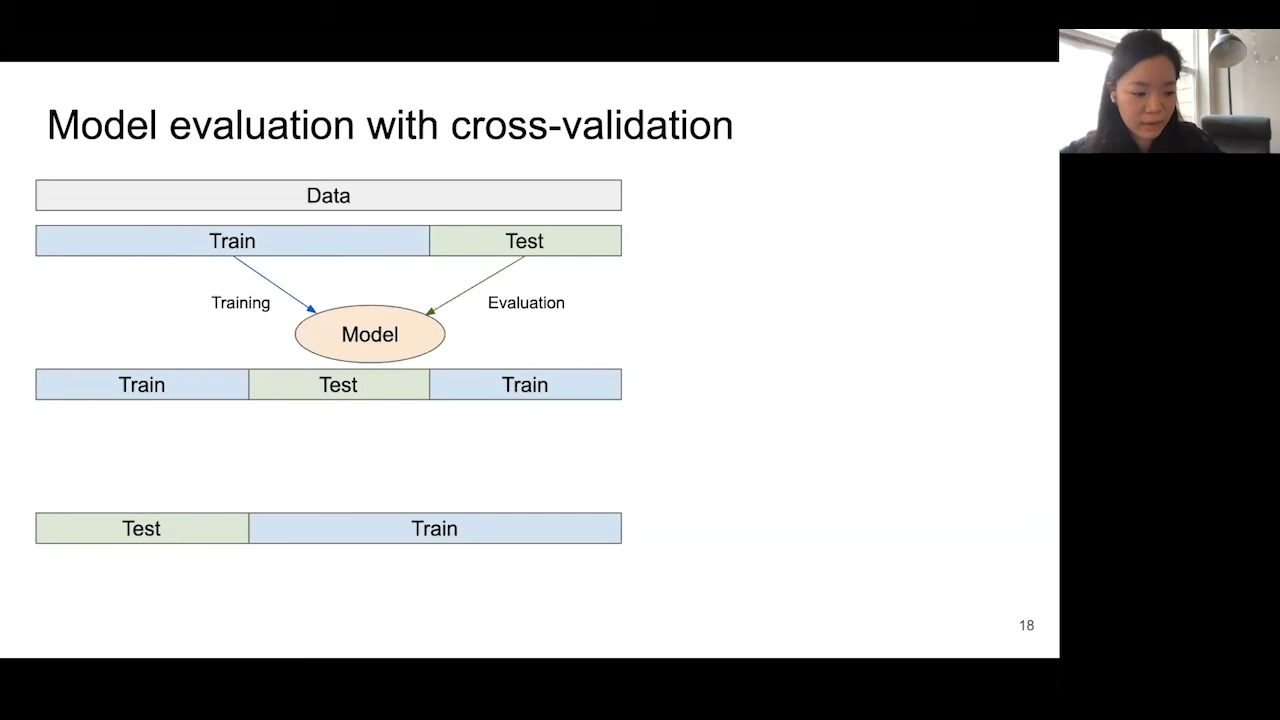 Model evaluation with cross-validation
Data
Train Test
Training Evaluation
Model
Train Test Train
Test Train
18